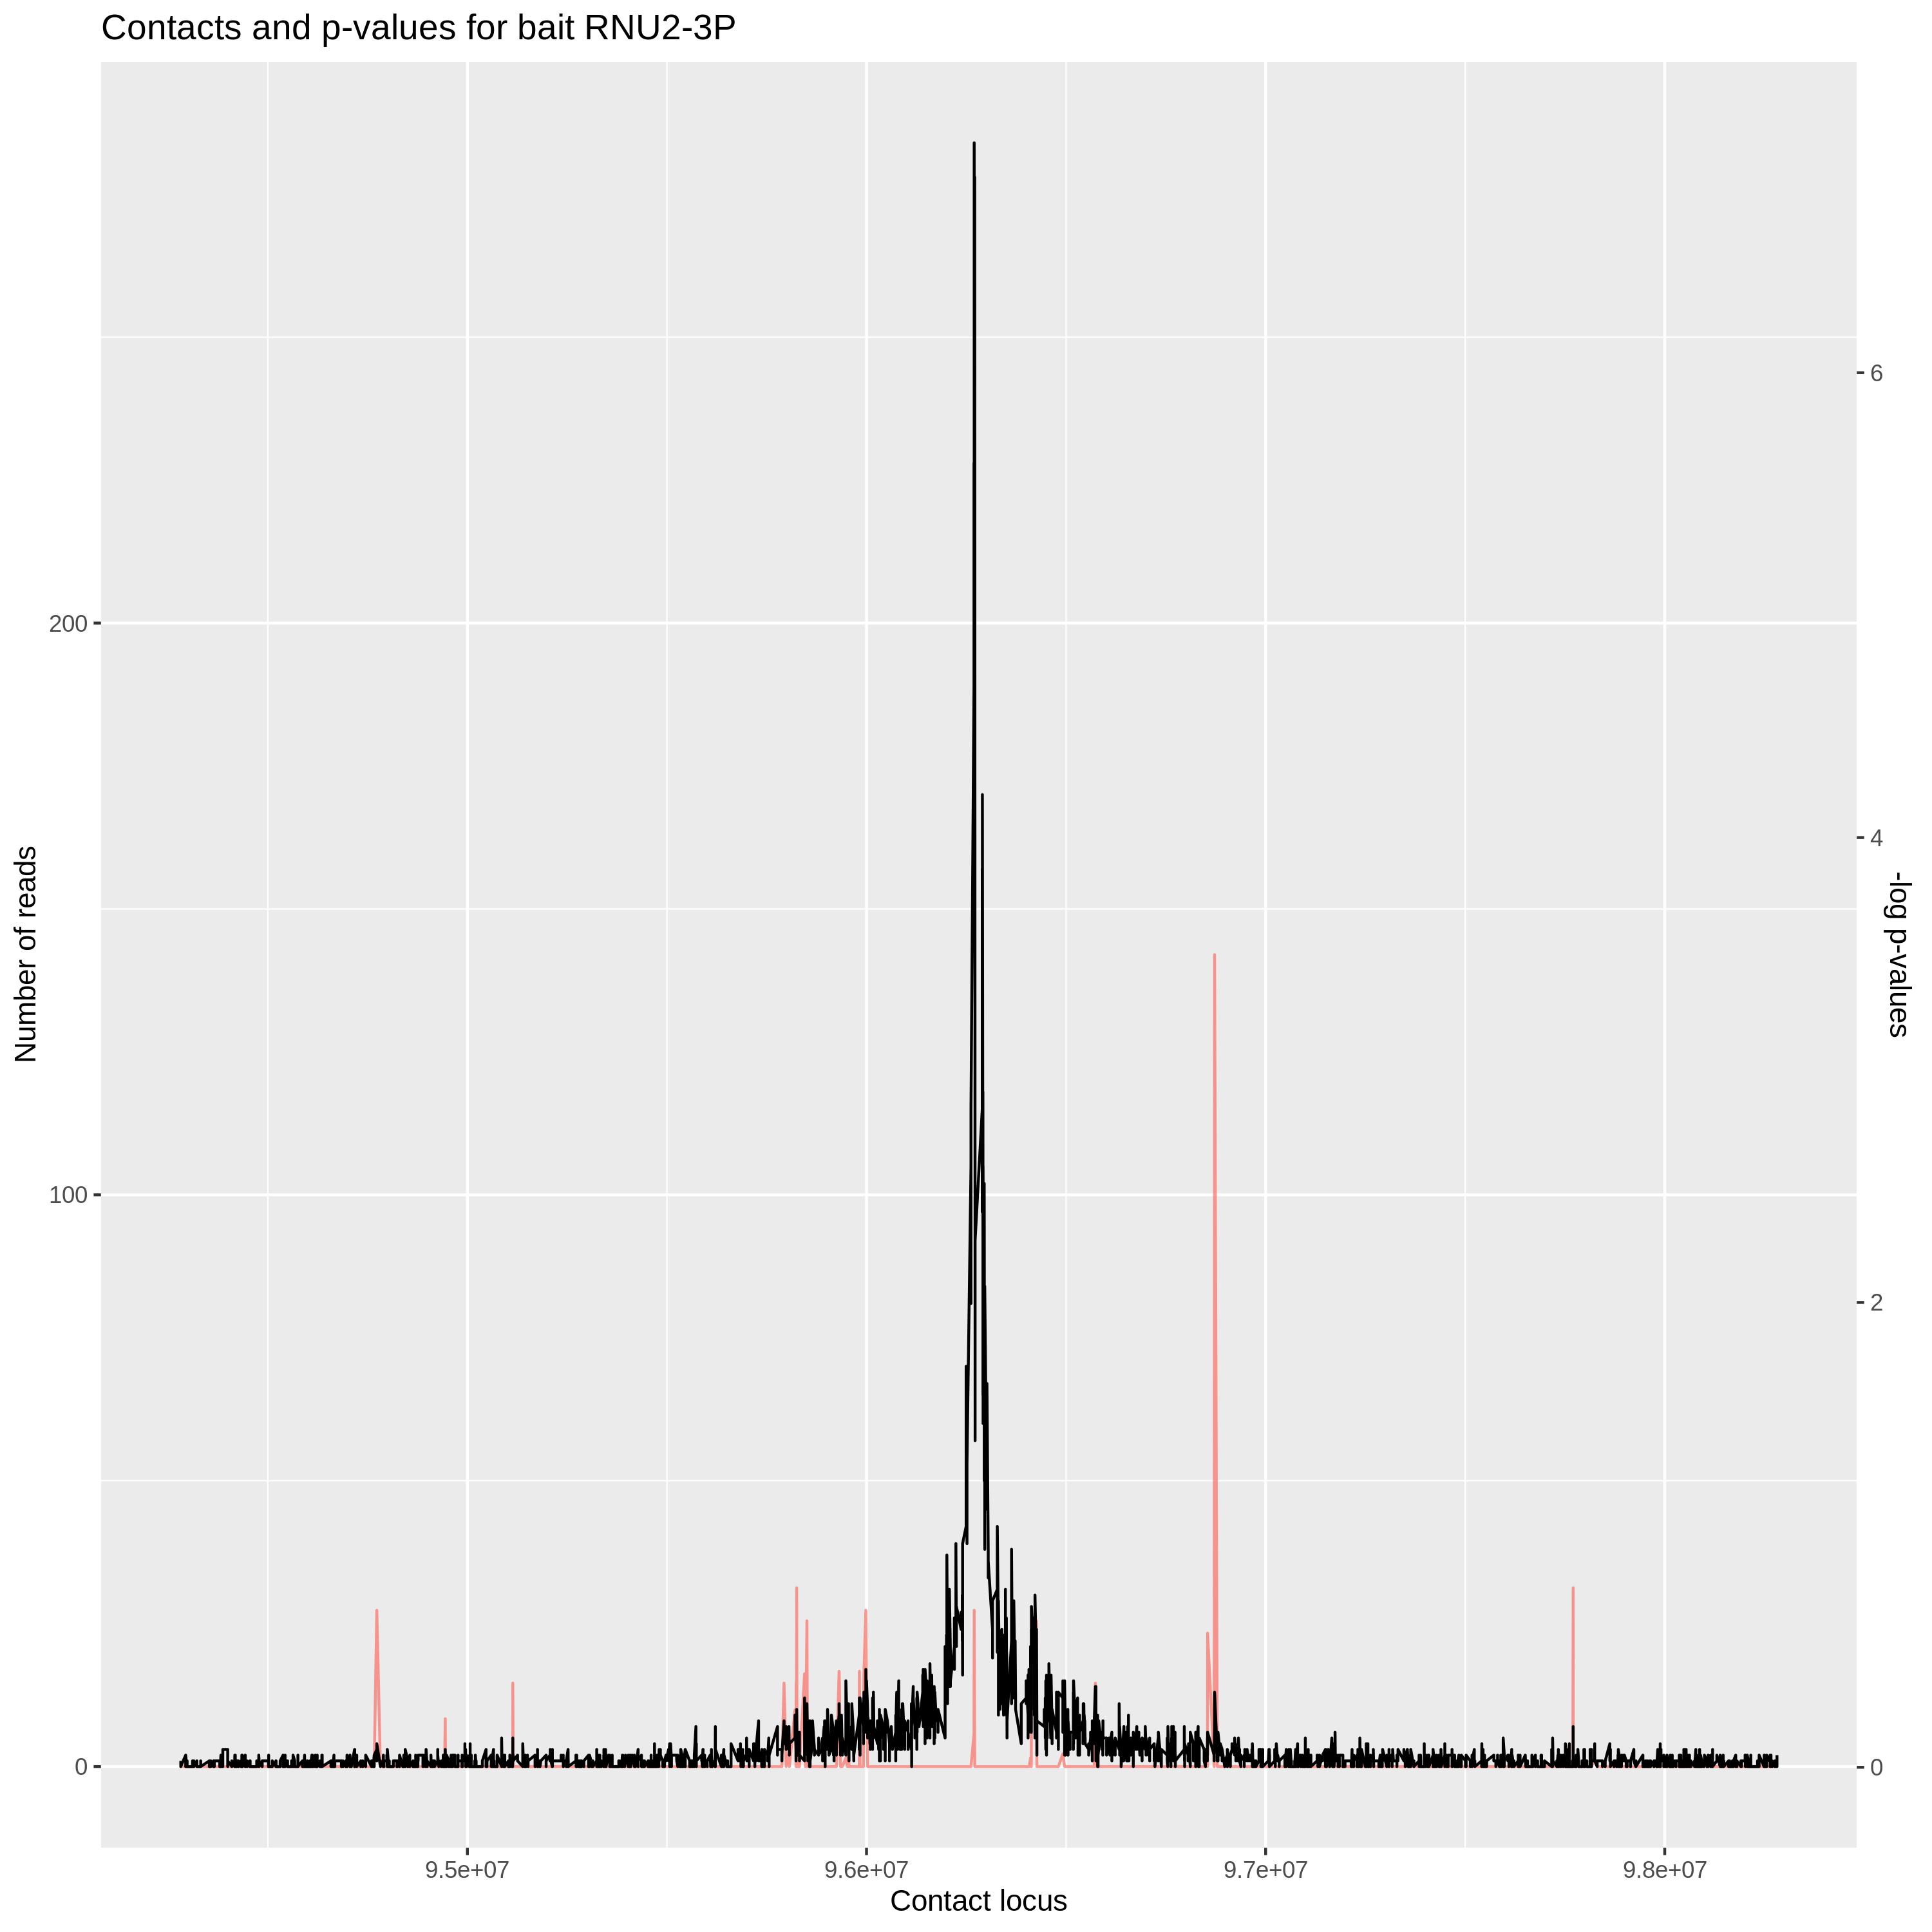 Contacts and p-values for bait RNU2-3P
Number of reads
200
100
0
6
4
2
0
-log p-values
9.5e+07 9.6e+07 9.7e+07 9.8e+07
Contact locus